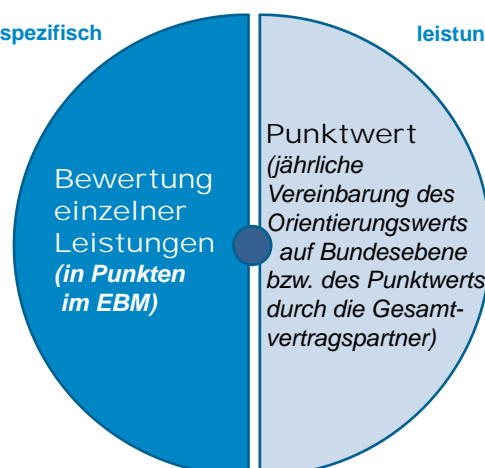 spezifisch
leistun
Bewertung
einzelner
Leistungen
(in Punkten
im EBM)
Punktwert
(jährliche
Vereinbarung des
Orientierungswerts
auf Bundesebene
bzw. des Punktwerts
durch die Gesamt-
vertragspartner)